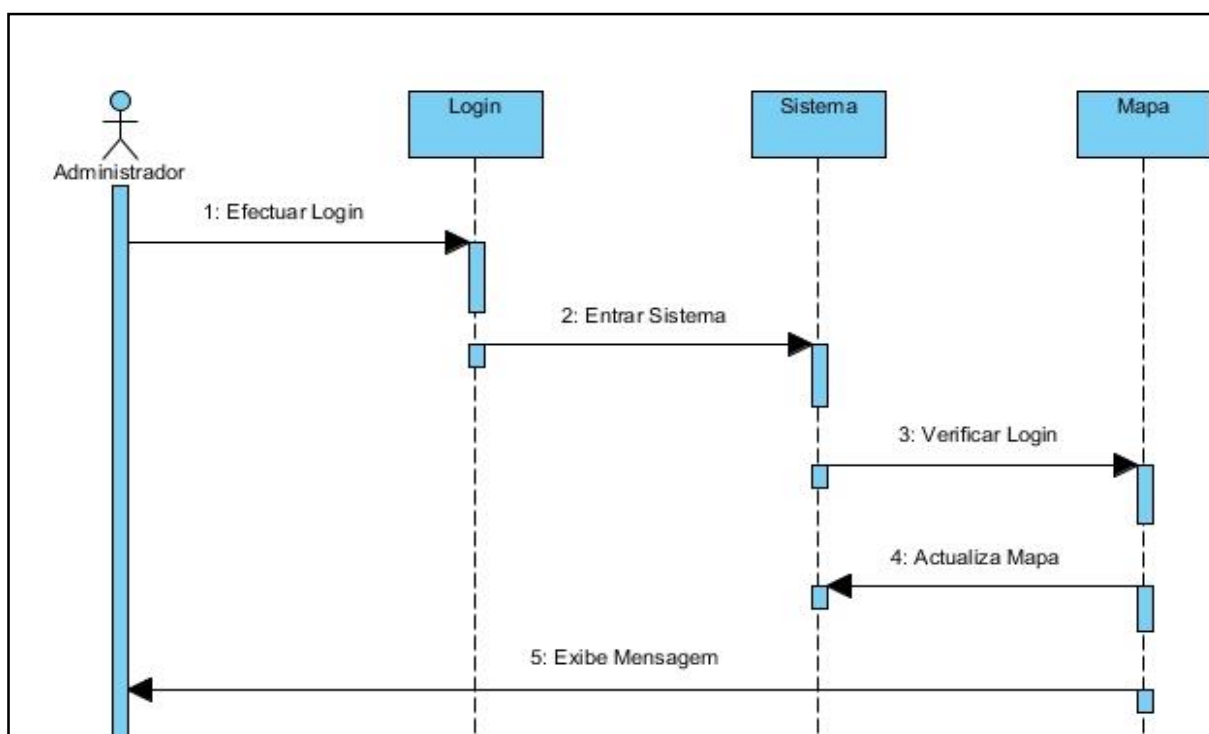 Login
Sistema
Mapa
Administrador
1: Efectuar Login
2: Entrar Sistema
3: Verificar Login
4: Actualiza Mapa
5: Exibe Mensagem